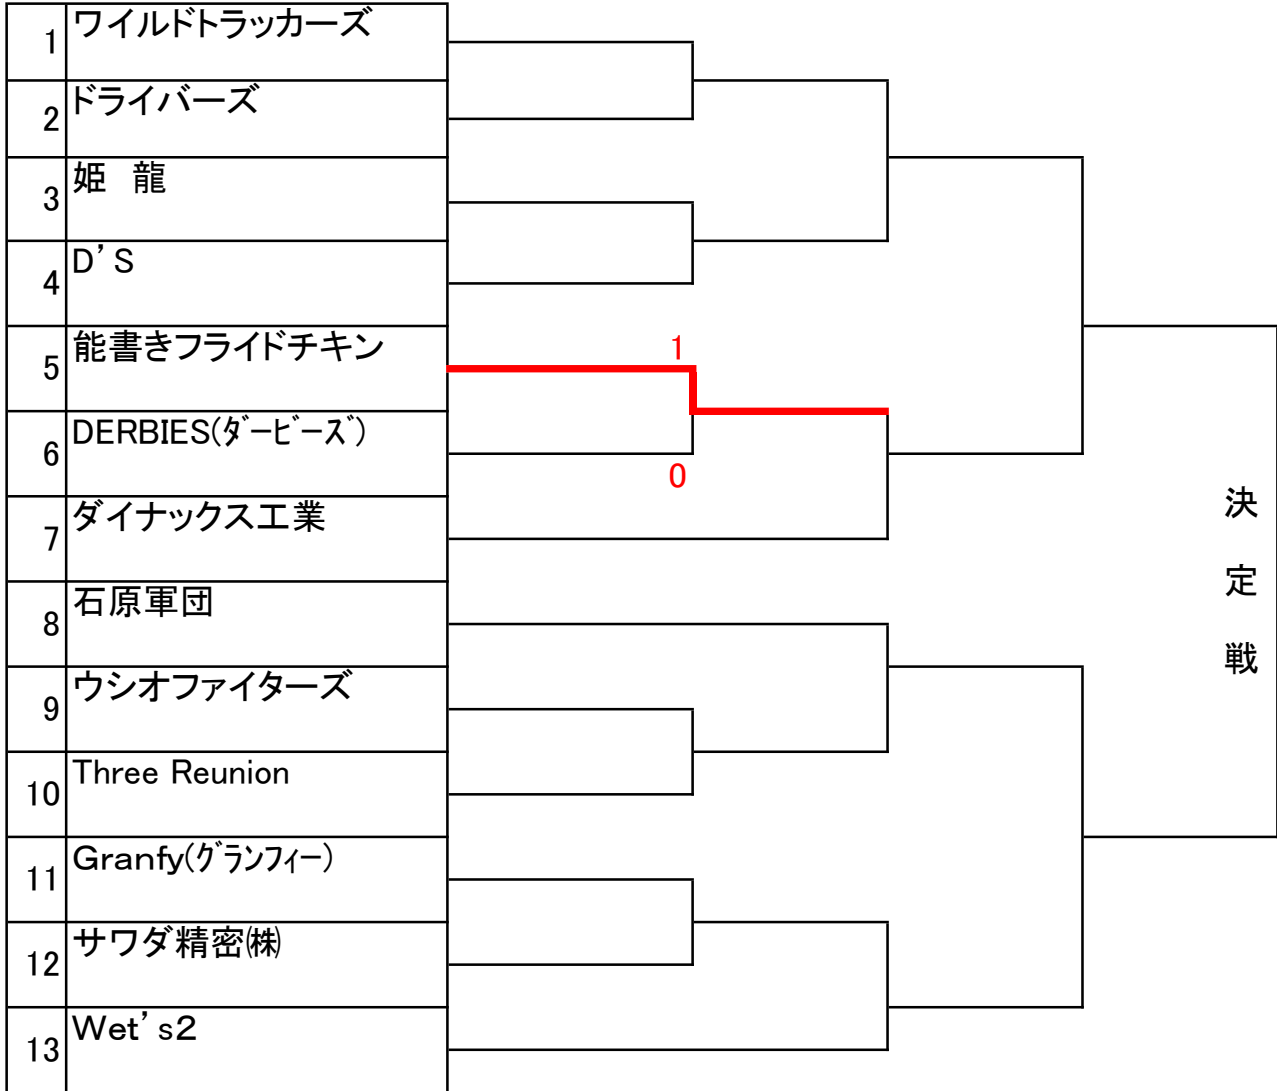 1 ワイルドトラッカーズ
2 ドライバーズ
3 姫　龍
4 D’S
5 能書きフライドチキン
1
6 DERBIES(ﾀﾞｰﾋﾞｰｽﾞ)
0
7 ダイナックス工業
8 石原軍団
9 ウシオファイターズ
10 Three Reunion
11 Granfy(ｸﾞﾗﾝﾌｨｰ)
12 サワダ精密㈱
13 Wet’s2
決定戦